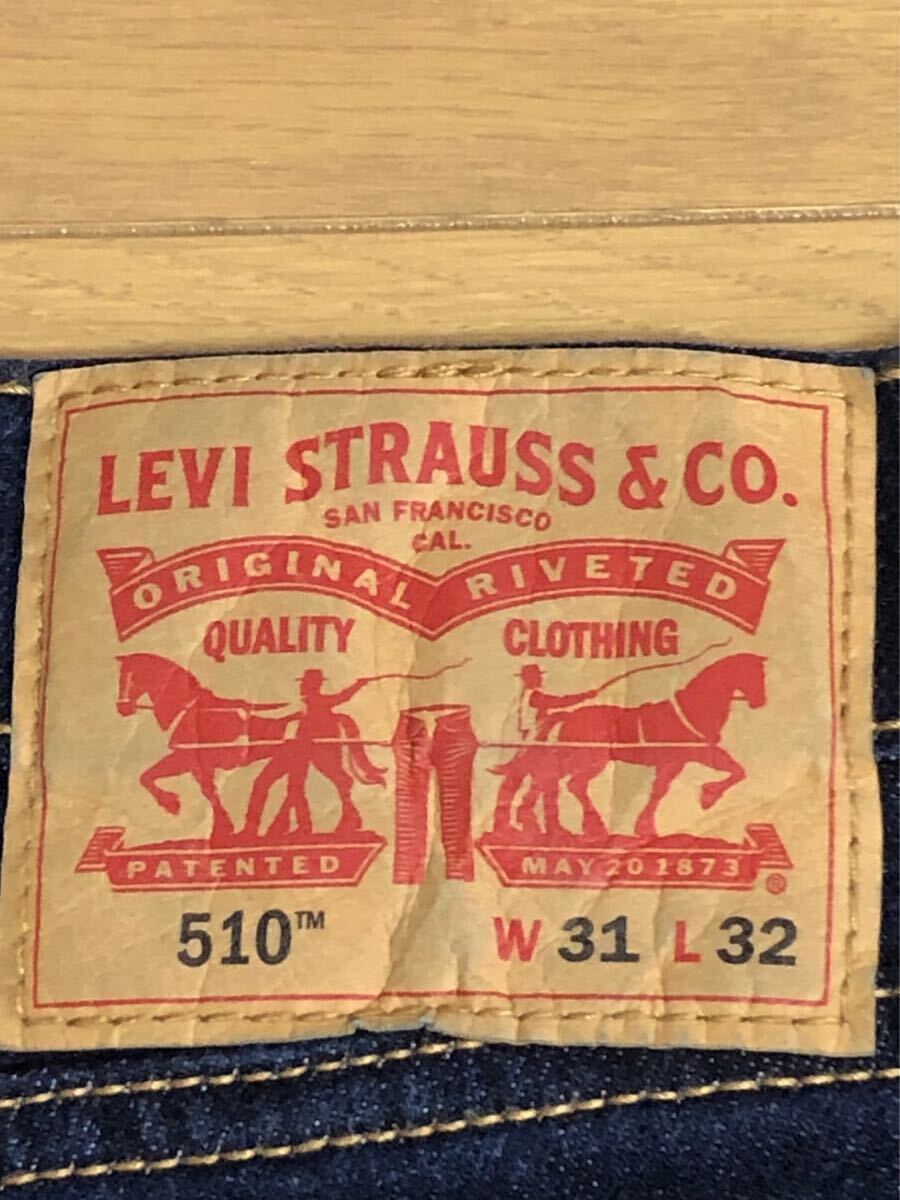 LEVI STRAUSS & CO.
SAN FRANCISCO
CAL.
ORIGINAL RIVETED
QUALITY CLOTHING
PATENTED MAY 20 1873 ®
510™ W 31 L 32